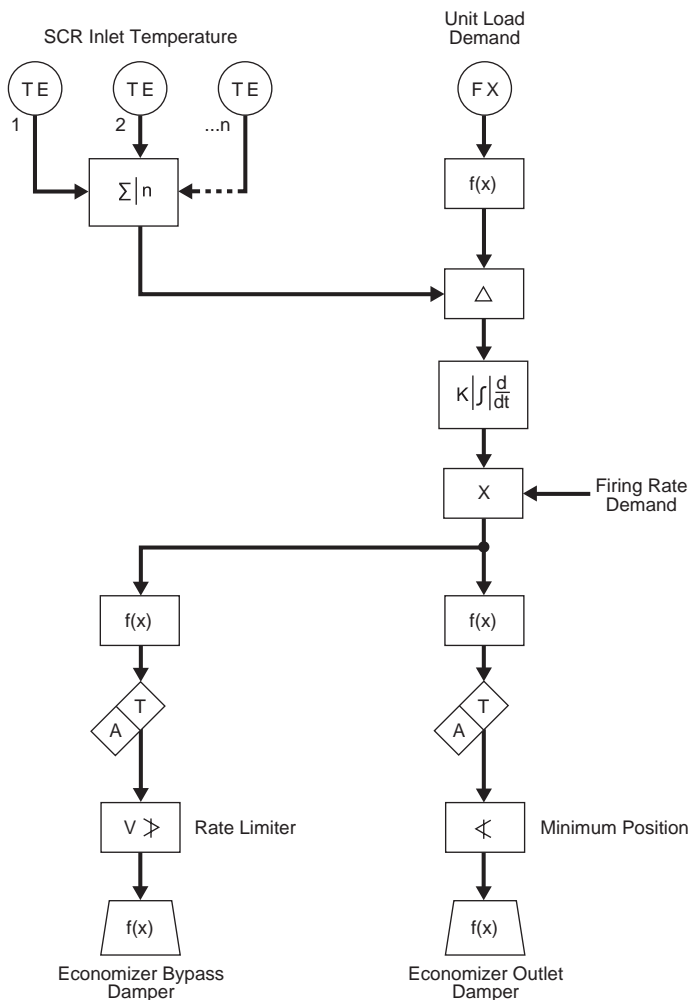 SCR Inlet Temperature
Unit Load
Demand
TE
TE
TE
FX
1
2
...n
Σ|n
f(x)
△
K|∫|d/dt
X
Firing Rate
Demand
f(x)
f(x)
T
A
T
A
V ≯
Rate Limiter
≮
Minimum Position
f(x)
f(x)
Economizer Bypass
Damper
Economizer Outlet
Damper